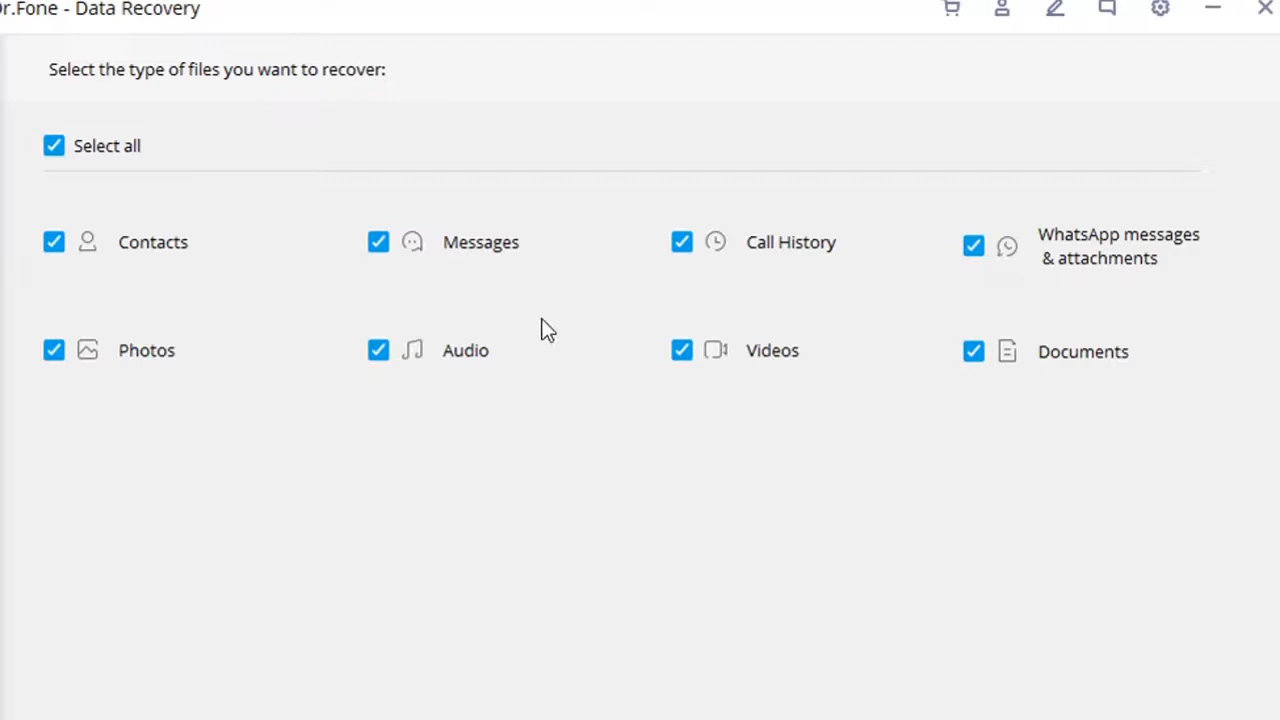 r.Fone - Data Recovery
Select the type of files you want to recover:
Select all
Contacts
Messages
Call History
WhatsApp messages
& attachments
Photos
Audio
Videos
Documents